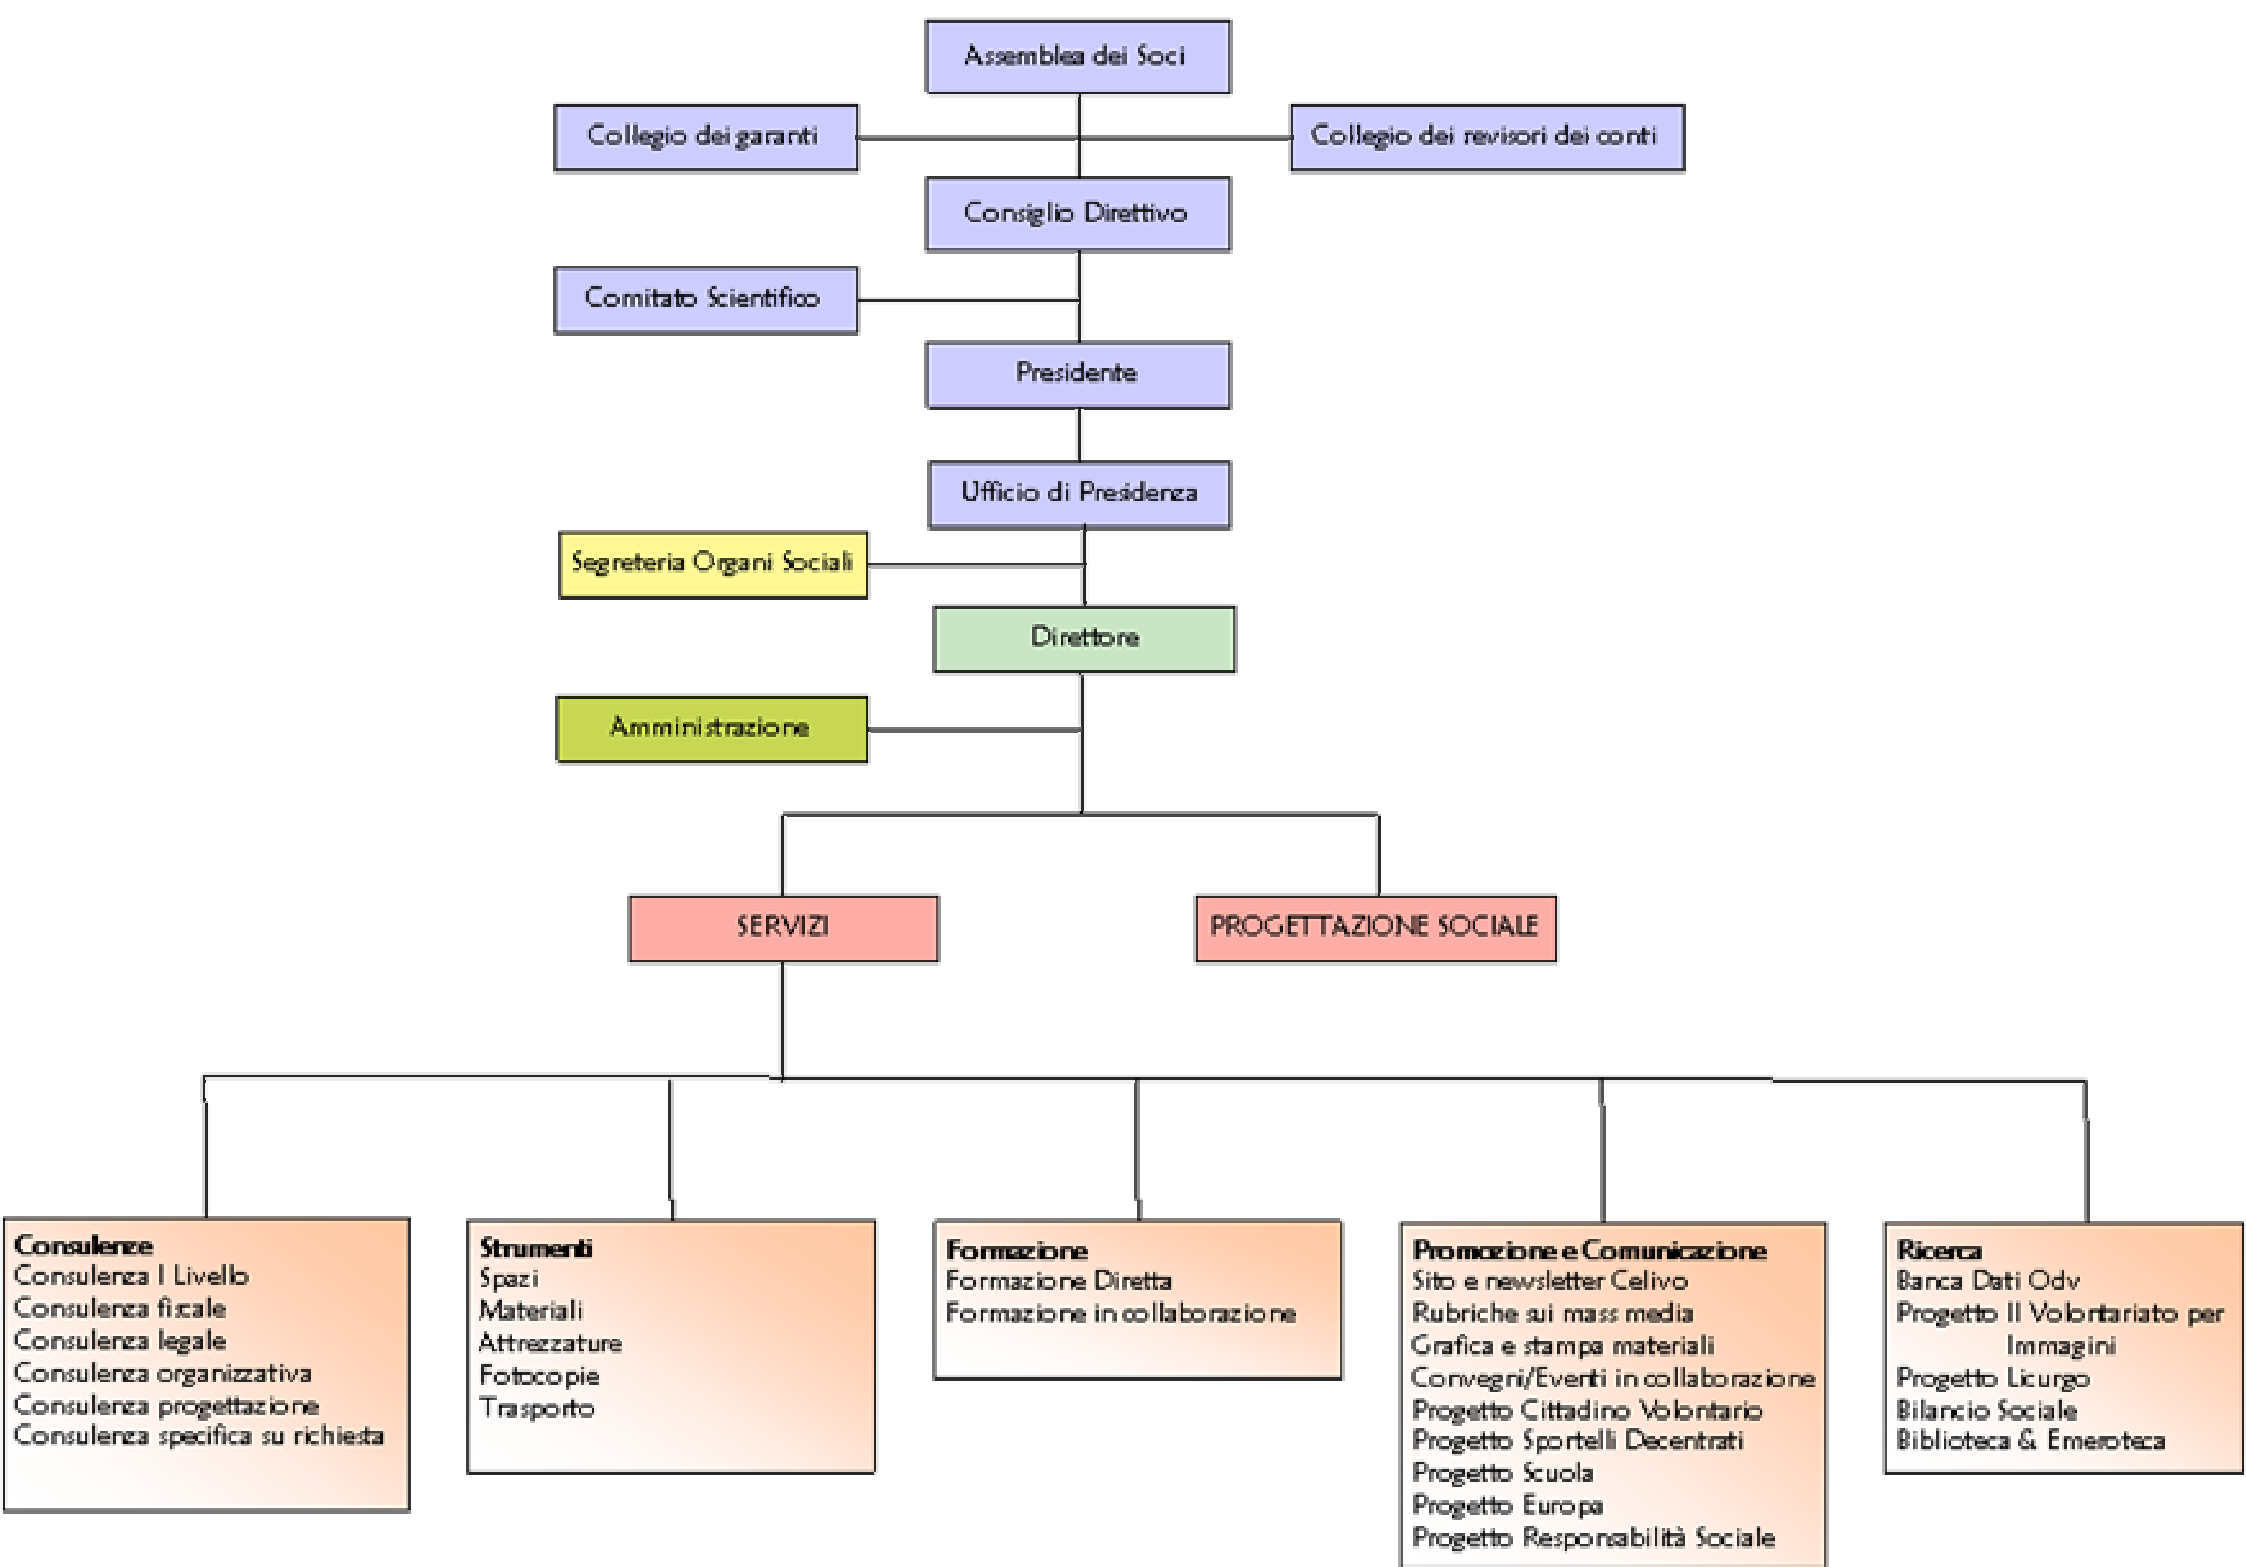 Assemblea dei Soci
Collegio dei garanti
Collegio dei revisori dei conti
Consiglio Direttivo
Comitato Scientifico
Presidente
Ufficio di Presidenza
Segreteria Organi Sociali
Direttore
Amministrazione
SERVIZI
PROGETTAZIONE SOCIALE
Consulenze
Consulenza I Livello
Consulenza fiscale
Consulenza legale
Consulenza organizzativa
Consulenza progettazione
Consulenza specifica su richiesta
Strumenti
Spazi
Materiali
Attrezzature
Fotocopie
Trasporto
Formazione
Formazione Diretta
Formazione in collaborazione
Promozione e Comunicazione
Sito e newsletter Celivo
Rubriche sui mass media
Grafica e stampa materiali
Convegni/Eventi in collaborazione
Progetto Cittadino Volontario
Progetto Sportelli Decentrati
Progetto Scuola
Progetto Europa
Progetto Responsabilità Sociale
Ricerca
Banca Dati Odv
Progetto Il Volontariato per
Immagini
Progetto Licurgo
Bilancio Sociale
Biblioteca & Emeroteca